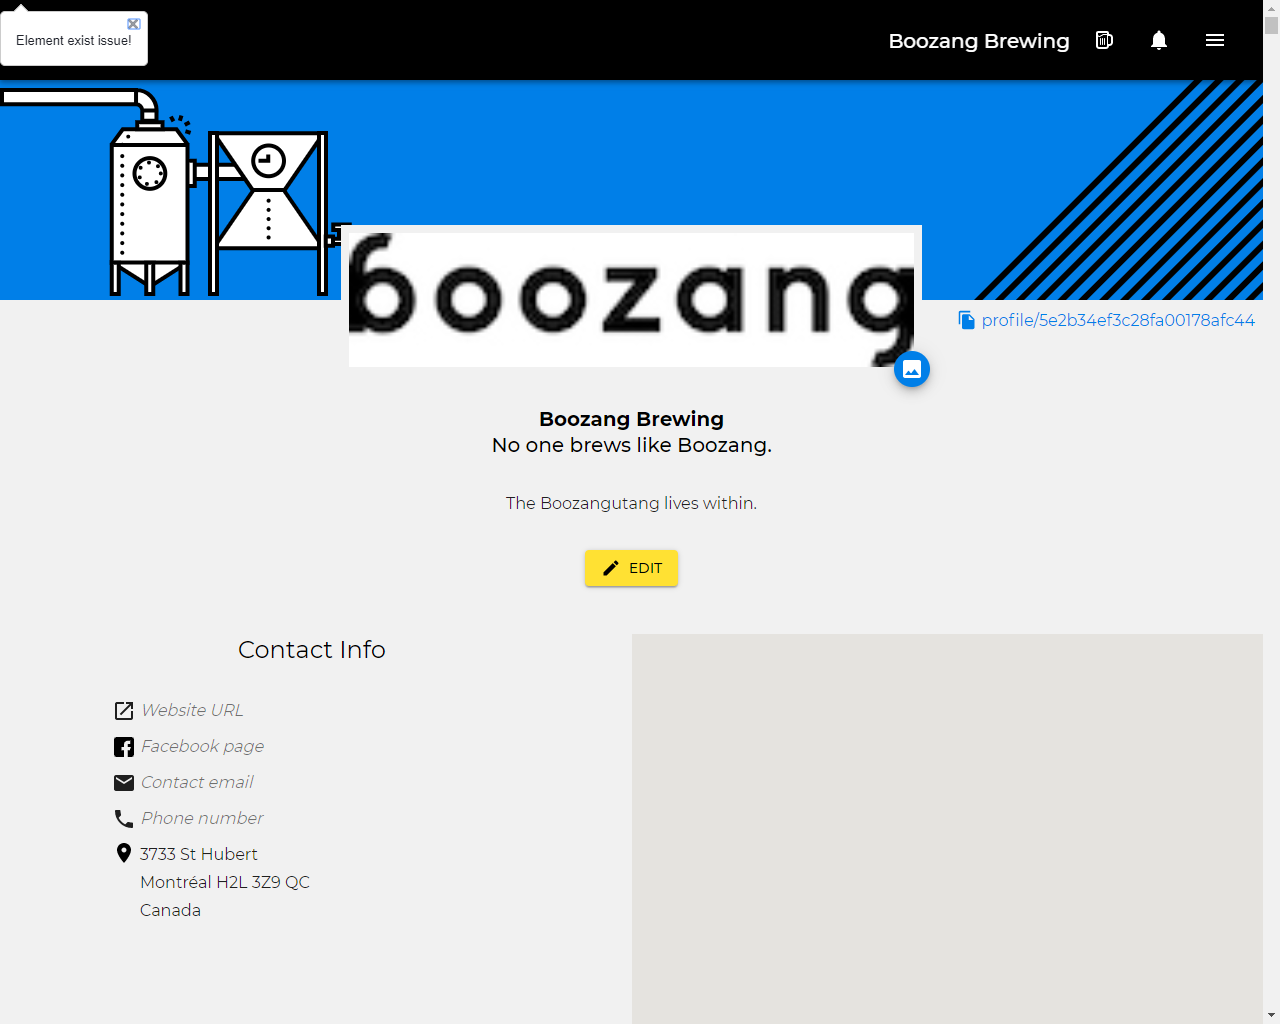 Element exist issue!
Boozang Brewing
boozang
profile/5e2b34ef3c28fa00178afc44
Boozang Brewing
No one brews like Boozang.
The Boozangutang lives within.
EDIT
Contact Info
Website URL
Facebook page
Contact email
Phone number
3733 St Hubert
Montréal H2L 3Z9 QC
Canada